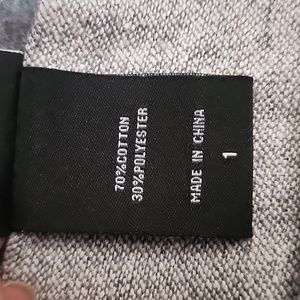 70%COTTON
30%POLYESTER
MADE IN CHINA
1